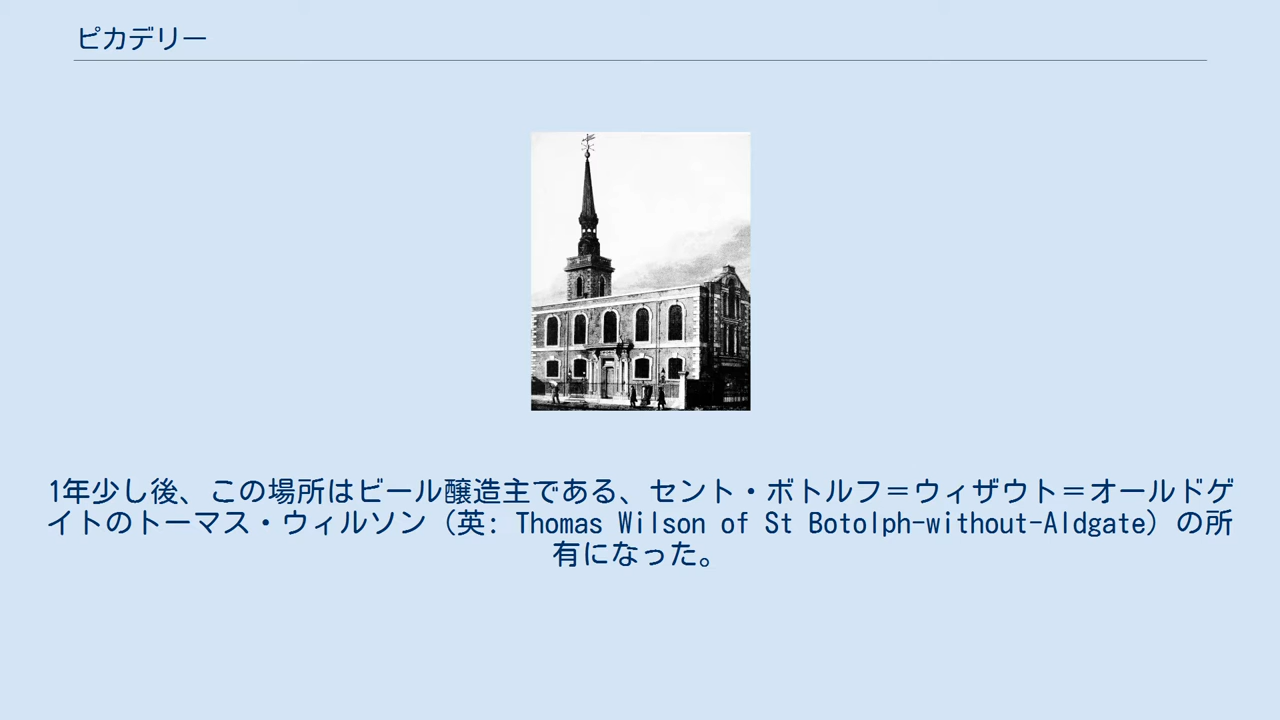 ピカデリー
1年少し後、この場所はビール醸造主である、セント・ボトルフ＝ウィザウト＝オールドゲ
イトのトーマス・ウィルソン（英: Thomas Wilson of St Botolph-without-Aldgate）の所
有になった。